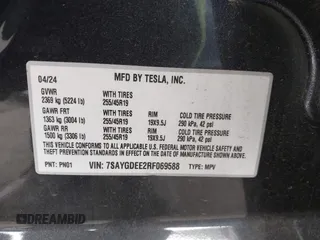 04/24 MFD BY TESLA, INC.
GVWR WITH TIRES
2369 kg (5224 lb) 255/45R19
GAWR FRT WITH TIRES RIM COLD TIRE PRESSURE
1363 kg (3004 lb) 255/45R19 19X9.5J 290 kPa, 42 psi
GAWR RR WITH TIRES RIM COLD TIRE PRESSURE
1500 kg (3306 lb) 255/45R19 19X9.5J 290 kPa, 42 psi
THIS VEHICLE CONFORMS TO ALL APPLICABLE U.S.
FEDERAL MOTOR VEHICLE SAFETY AND THEFT
PREVENTION STANDARDS IN EFFECT ON THE DATE OF
MANUFACTURE SHOWN ABOVE.
PNT: PN01 VIN: 7SAYGDEE2RF069588 TYPE: MPV
DREAMBID